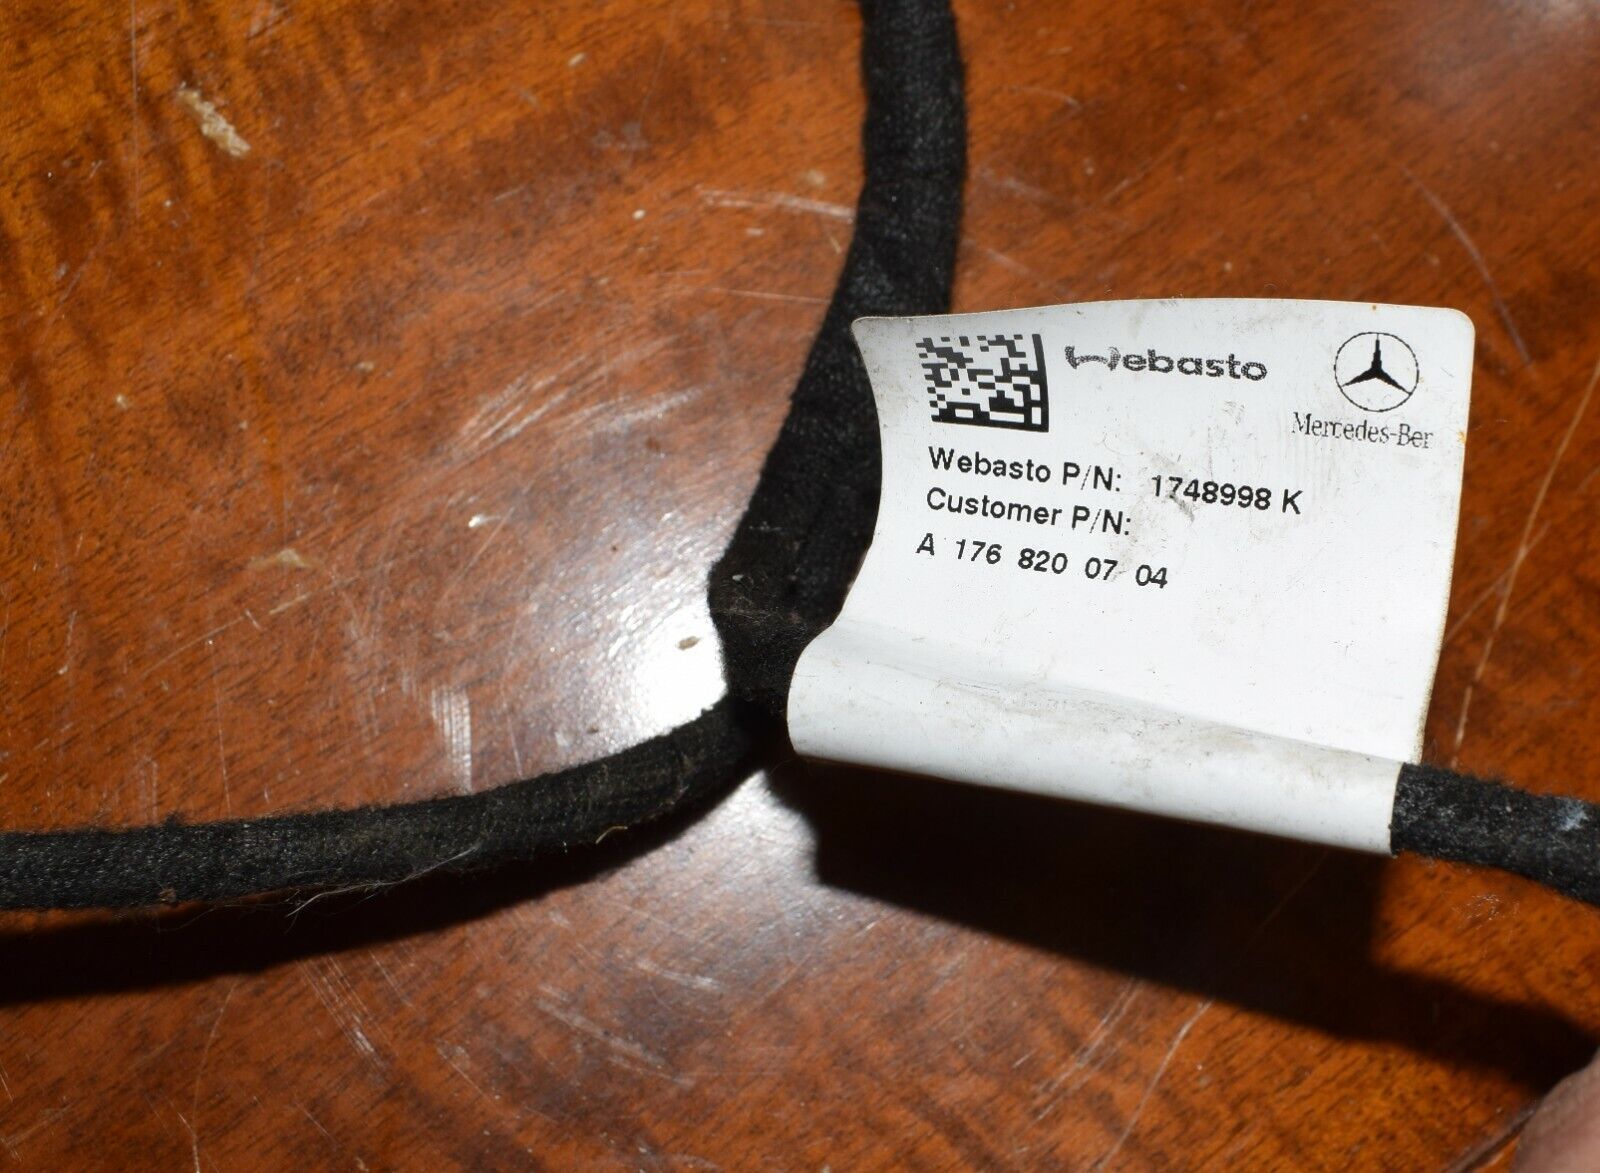 Webasto
Mercedes-Ber
Webasto P/N: 1748998 K
Customer P/N:
A 176 820 07 04